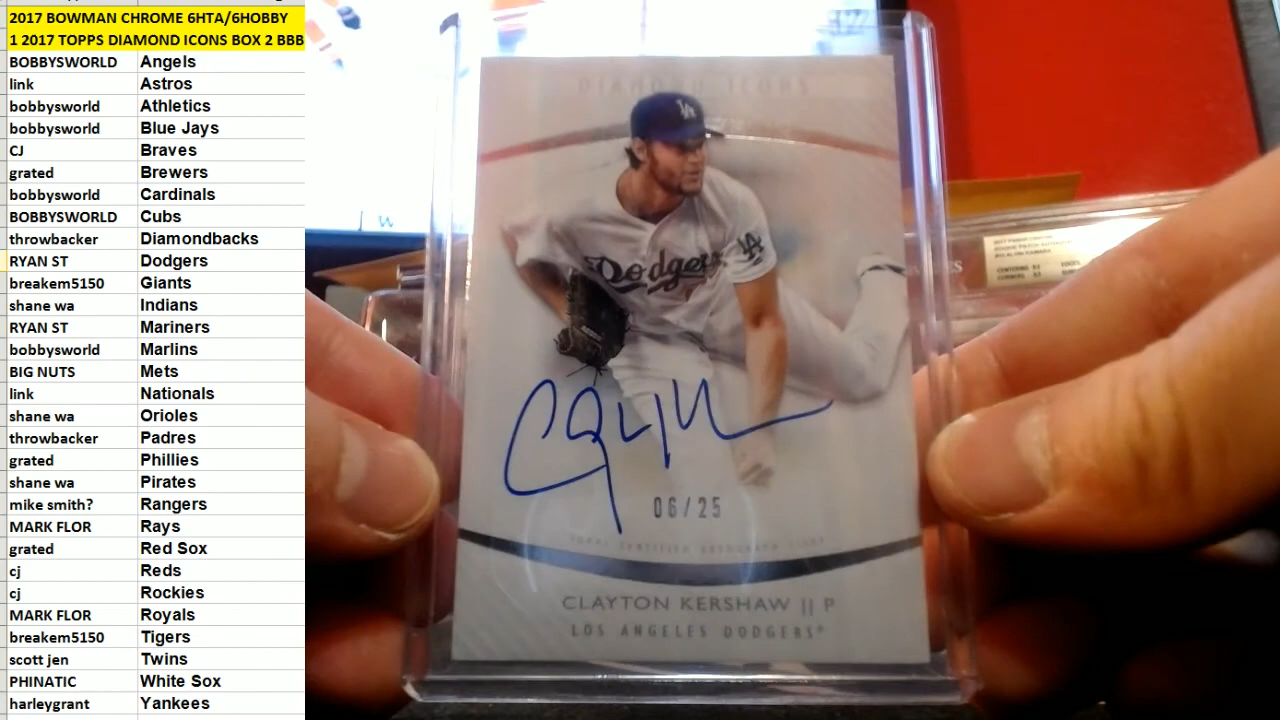 2017 BOWMAN CHROME 6HTA/6HOBBY
1 2017 TOPPS DIAMOND ICONS BOX 2 BBB
BOBBYSWORLD Angels
link Astros
bobbysworld Athletics
bobbysworld Blue Jays
CJ Braves
grated Brewers
bobbysworld Cardinals
BOBBYSWORLD Cubs
throwbacker Diamondbacks
RYAN ST Dodgers
breakem5150 Giants
shane wa Indians
RYAN ST Mariners
bobbysworld Marlins
BIG NUTS Mets
link Nationals
shane wa Orioles
throwbacker Padres
grated Phillies
shane wa Pirates
mike smith? Rangers
MARK FLOR Rays
grated Red Sox
cj Reds
cj Rockies
MARK FLOR Royals
breakem5150 Tigers
scott jen Twins
PHINATIC White Sox
harleygrant Yankees
DIAMOND ICONS
LA
Dodgers
LA
06/25
TOPPS CERTIFIED AUTOGRAPH ISSUE
CLAYTON KERSHAW || P
LOS ANGELES DODGERS®